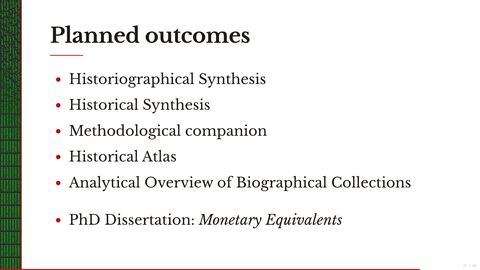 Planned outcomes
Historiographical Synthesis
Historical Synthesis
Methodological companion
Historical Atlas
Analytical Overview of Biographical Collections
PhD Dissertation: Monetary Equivalents